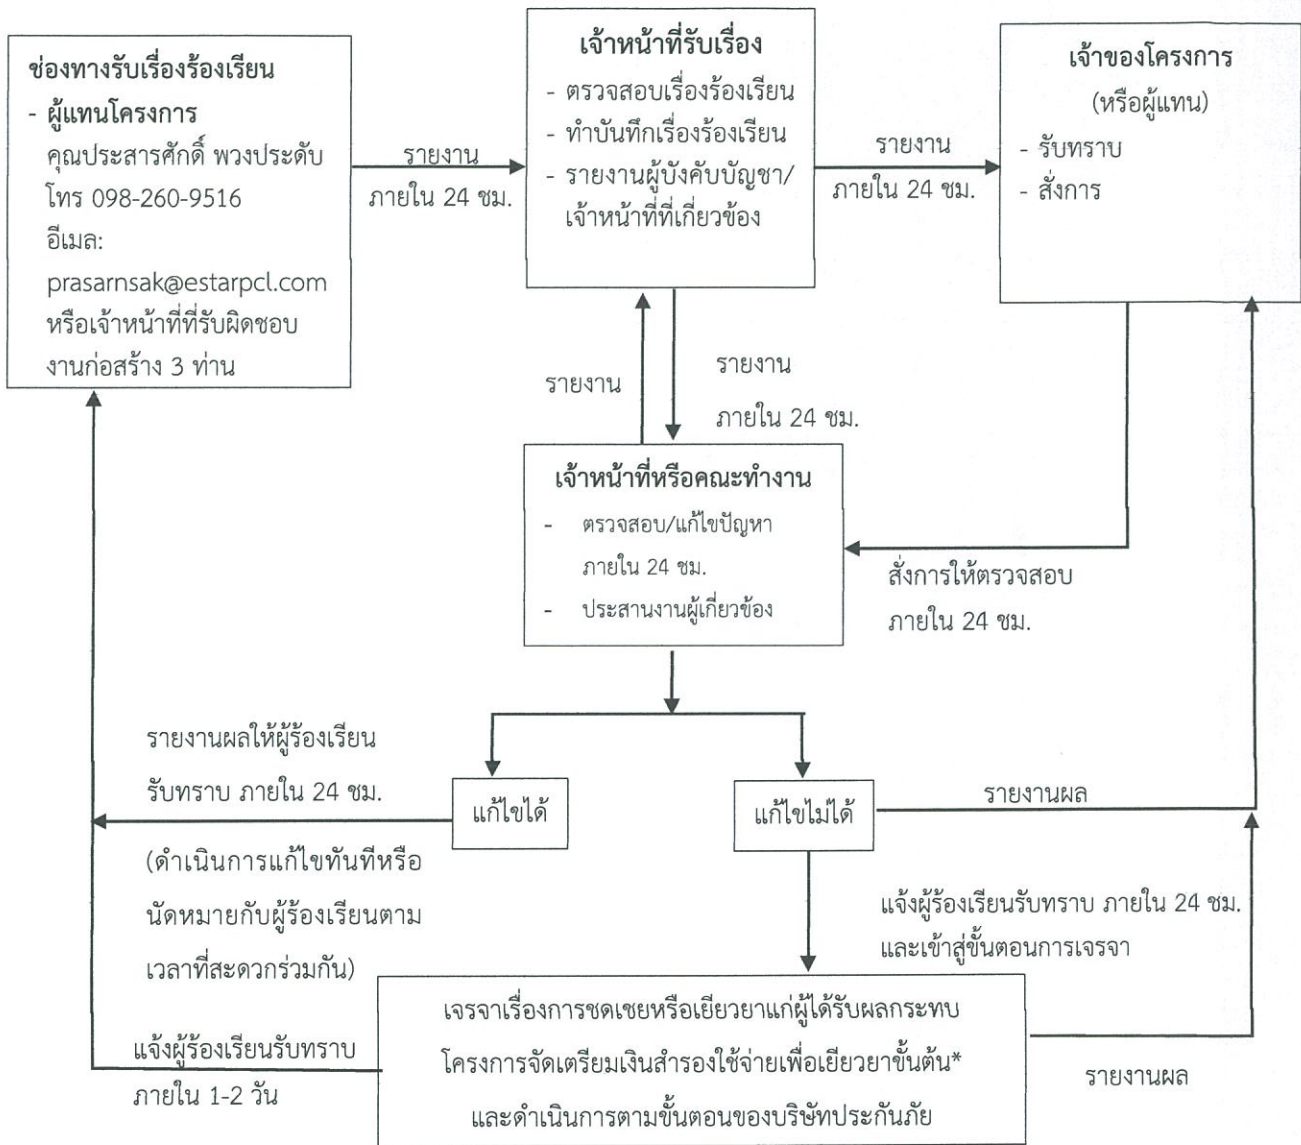 ช่องทางรับเรื่องร้องเรียน
- ผู้แทนโครงการ
คุณประสารศักดิ์ พวงประดับ
โทร 098-260-9516
อีเมล:
prasarnsak@estarpcl.com
หรือเจ้าหน้าที่ที่รับผิดชอบ
งานก่อสร้าง 3 ท่าน
รายงาน
ภายใน 24 ชม.
เจ้าหน้าที่รับเรื่อง
- ตรวจสอบเรื่องร้องเรียน
- ทำบันทึกเรื่องร้องเรียน
- รายงานผู้บังคับบัญชา/
เจ้าหน้าที่ที่เกี่ยวข้อง
รายงาน
ภายใน 24 ชม.
เจ้าของโครงการ
(หรือผู้แทน)
- รับทราบ
- สั่งการ
รายงาน
รายงาน
ภายใน 24 ชม.
เจ้าหน้าที่หรือคณะทำงาน
- ตรวจสอบ/แก้ไขปัญหา
ภายใน 24 ชม.
- ประสานงานผู้เกี่ยวข้อง
สั่งการให้ตรวจสอบ
ภายใน 24 ชม.
รายงานผลให้ผู้ร้องเรียน
รับทราบ ภายใน 24 ชม.
(ดำเนินการแก้ไขทันทีหรือ
นัดหมายกับผู้ร้องเรียนตาม
เวลาที่สะดวกร่วมกัน)
แก้ไขได้
แก้ไขไม่ได้
รายงานผล
แจ้งผู้ร้องเรียนรับทราบ ภายใน 24 ชม.
และเข้าสู่ขั้นตอนการเจรจา
แจ้งผู้ร้องเรียนรับทราบ
ภายใน 1-2 วัน
เจรจาเรื่องการชดเชยหรือเยียวยาแก่ผู้ได้รับผลกระทบ
โครงการจัดเตรียมเงินสำรองใช้จ่ายเพื่อเยียวยาขั้นต้น*
และดำเนินการตามขั้นตอนของบริษัทประกันภัย
รายงานผล